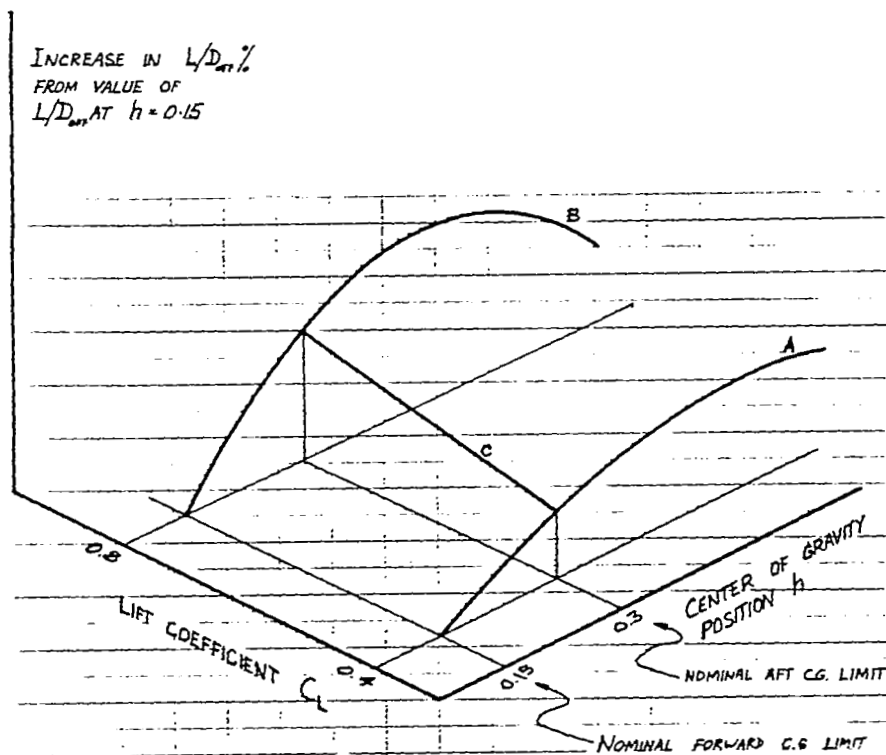 INCREASE IN L/D %
FROM VALUE OF
L/D AT h = 0.15
B
A
C
0.8
LIFT COEFFICIENT CL
CENTER OF GRAVITY
POSITION h
0.3
0.15
NOMINAL AFT C.G. LIMIT
NOMINAL FORWARD C.G LIMIT